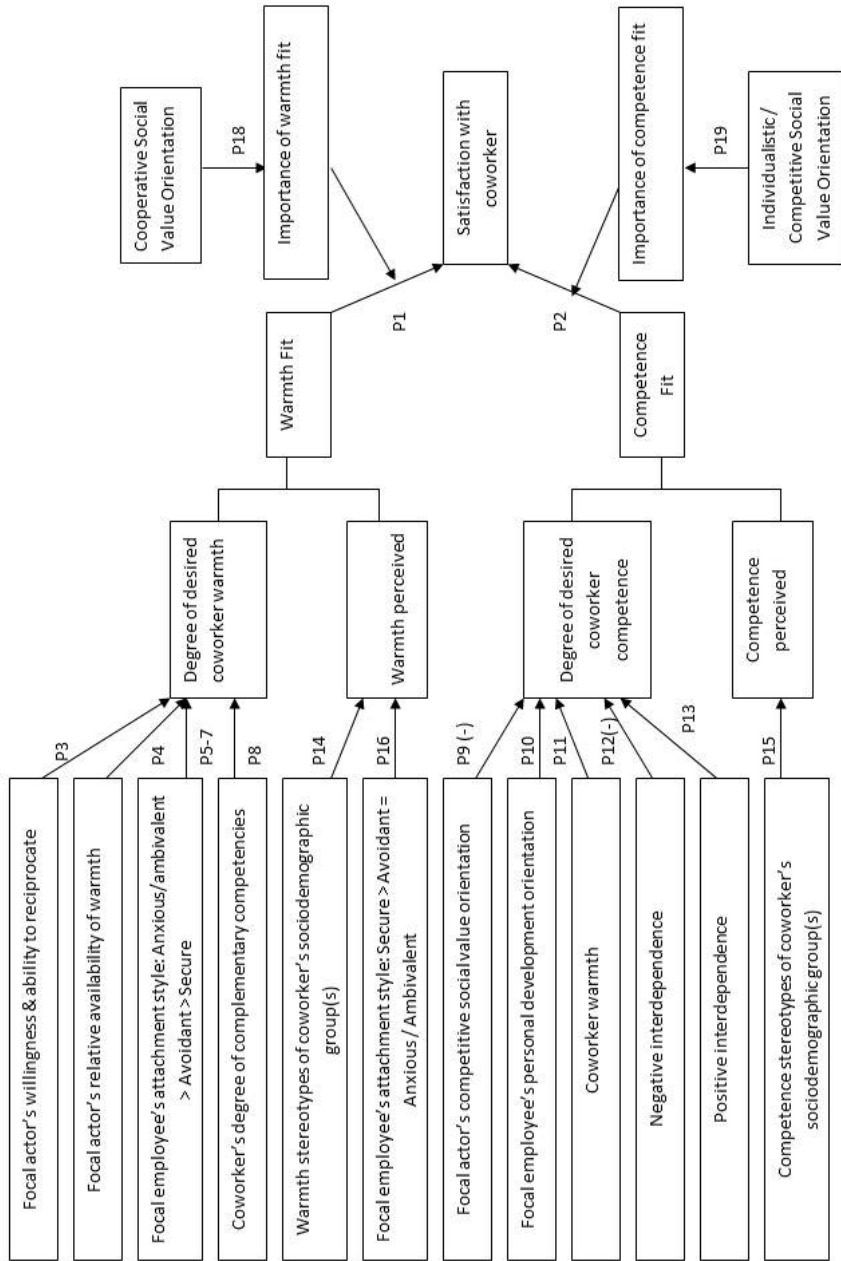 Focal actor's willingness & ability to reciprocate
Focal actor's relative availability of warmth
Focal employee's attachment style: Anxious/ambivalent
> Avoidant > Secure
Coworker's degree of complementary competencies
Warmth stereotypes of coworker's sociodemographic
group(s)
Focal employee's attachment style: Secure > Avoidant =
Anxious / Ambivalent
Focal actor's competitive social value orientation
Focal employee's personal development orientation
Coworker warmth
Negative interdependence
Positive interdependence
Competence stereotypes of coworker's
sociodemographic group(s)
P3
P4
P5-7
P8
P14
P16
P9 (-)
P10
P11
P12(-)
P13
P15
Degree of desired
coworker warmth
Warmth perceived
Degree of desired
coworker
competence
Competence
perceived
Warmth Fit
Competence
Fit
P1
P2
Cooperative Social
Value Orientation
P18
Importance of warmth fit
Satisfaction with
coworker
Importance of competence fit
P19
Individualistic /
Competitive Social
Value Orientation